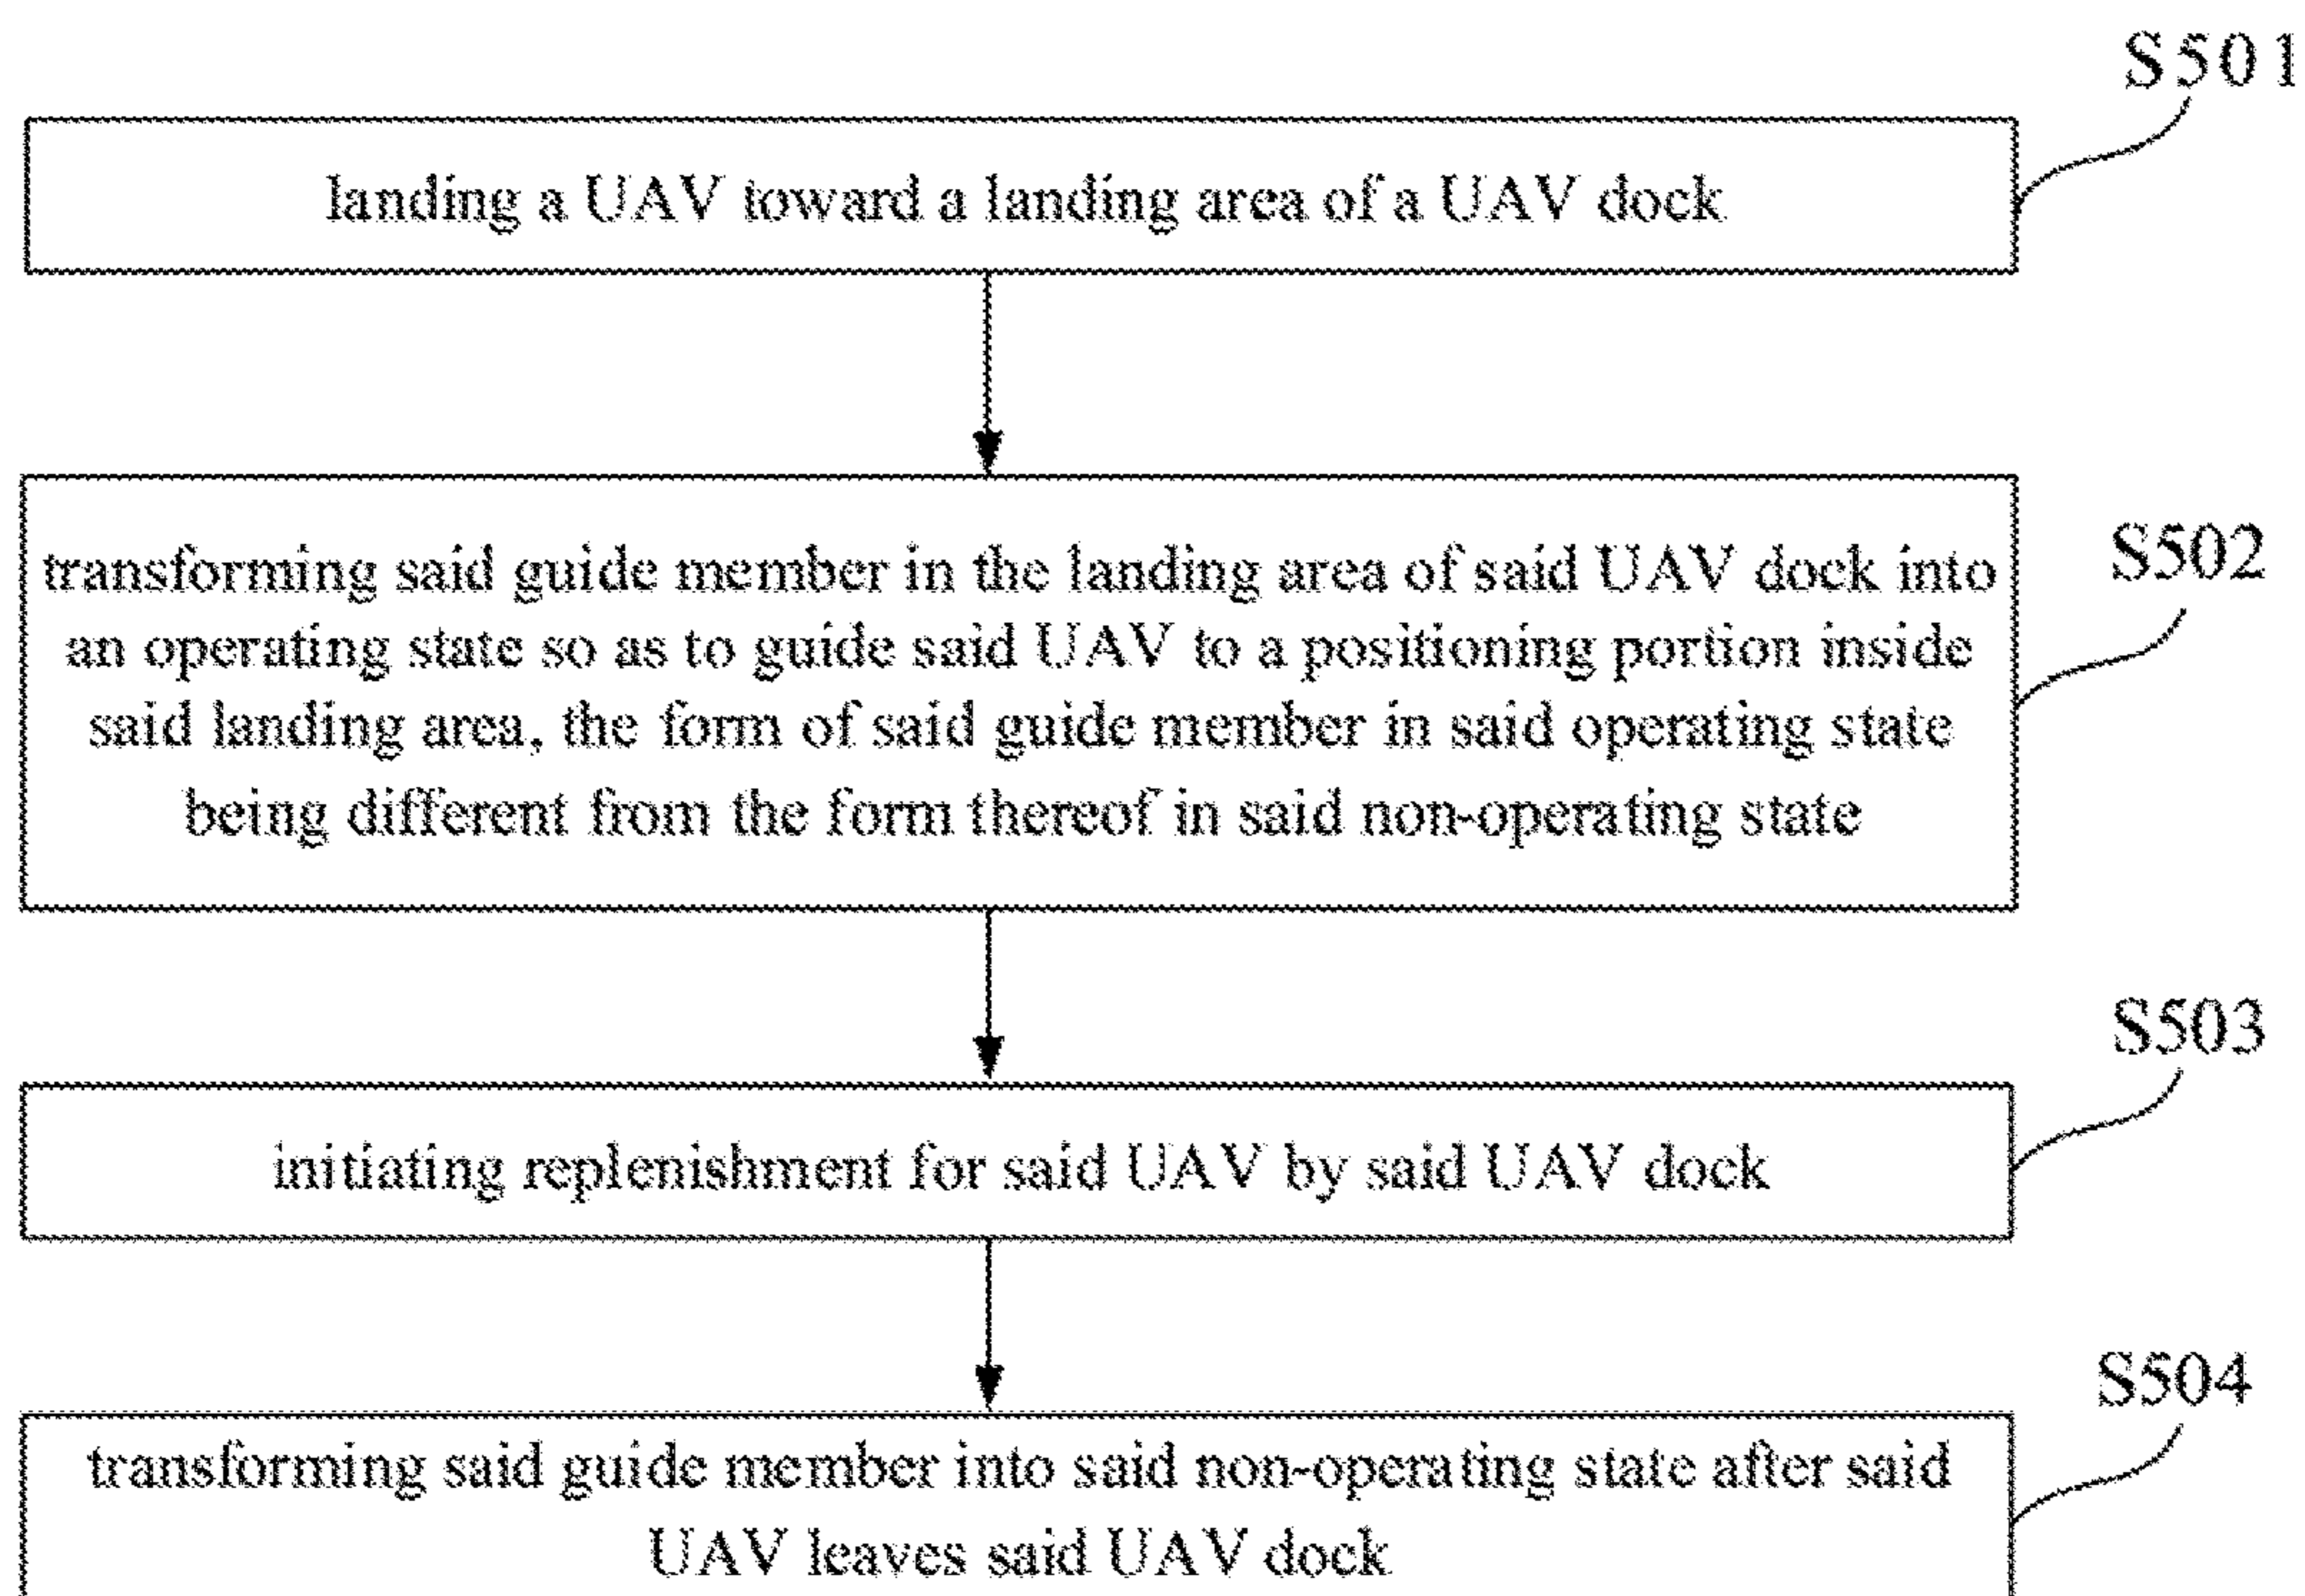 S501
landing a UAV toward a landing area of a UAV dock
S502
transforming said guide member in the landing area of said UAV dock into
an operating state so as to guide said UAV to a positioning portion inside
said landing area, the form of said guide member in said operating state
being different from the form thereof in said non-operating state
S503
initiating replenishment for said UAV by said UAV dock
S504
transforming said guide member into said non-operating state after said
UAV leaves said UAV dock